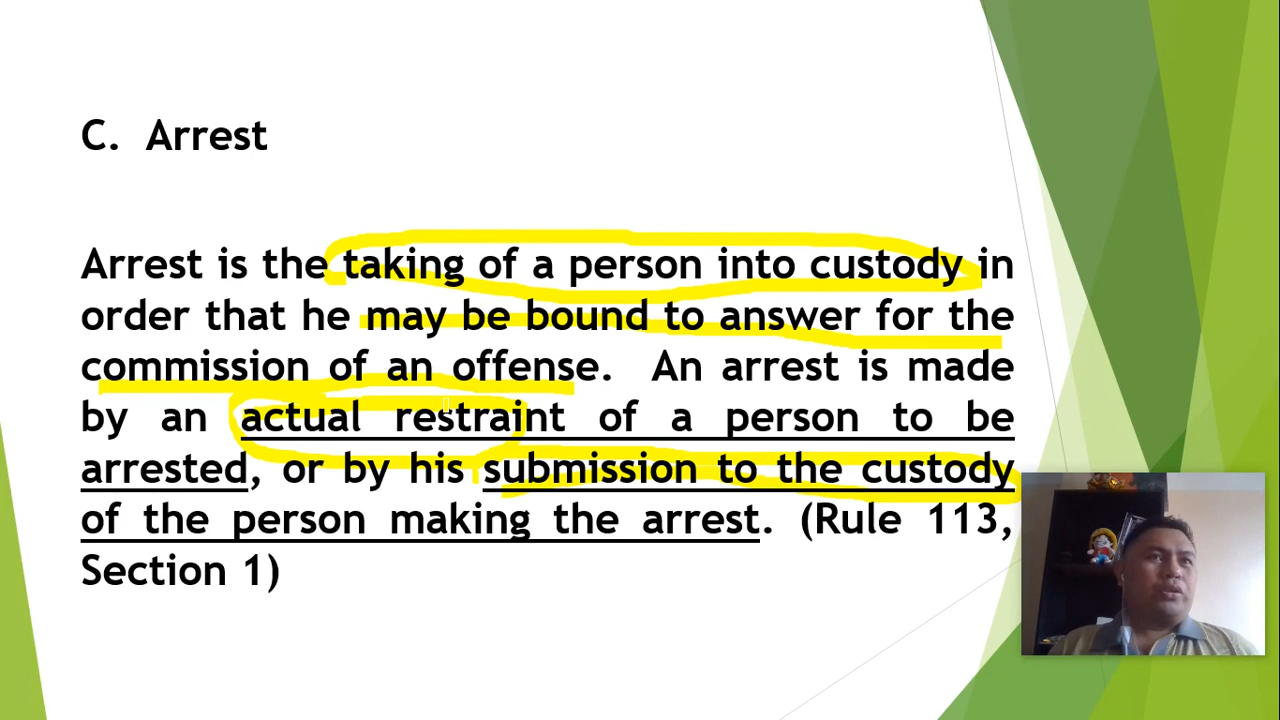 C. Arrest
Arrest is the taking of a person into custody in
order that he may be bound to answer for the
commission of an offense. An arrest is made
by an actual restraint of a person to be
arrested, or by his submission to the custody
of the person making the arrest. (Rule 113,
Section 1)